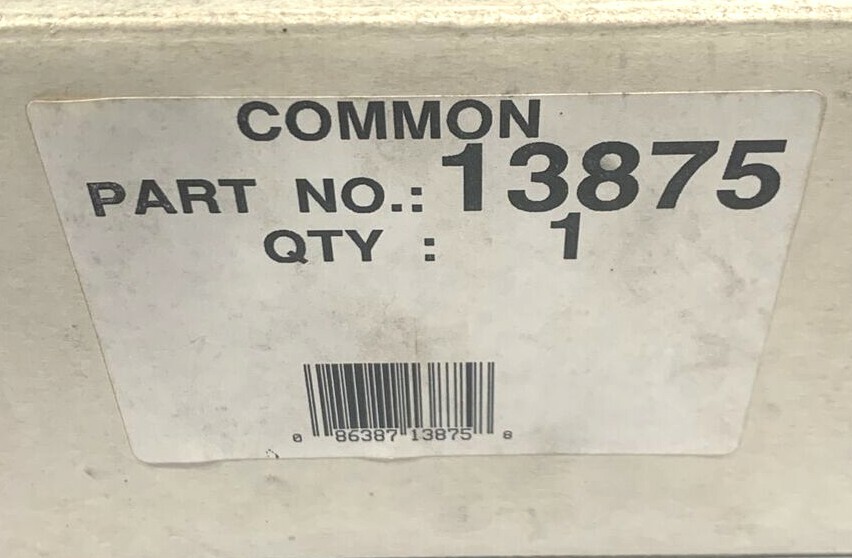 COMMON
PART NO.: 13875
QTY : 1
0 86387 13875 8